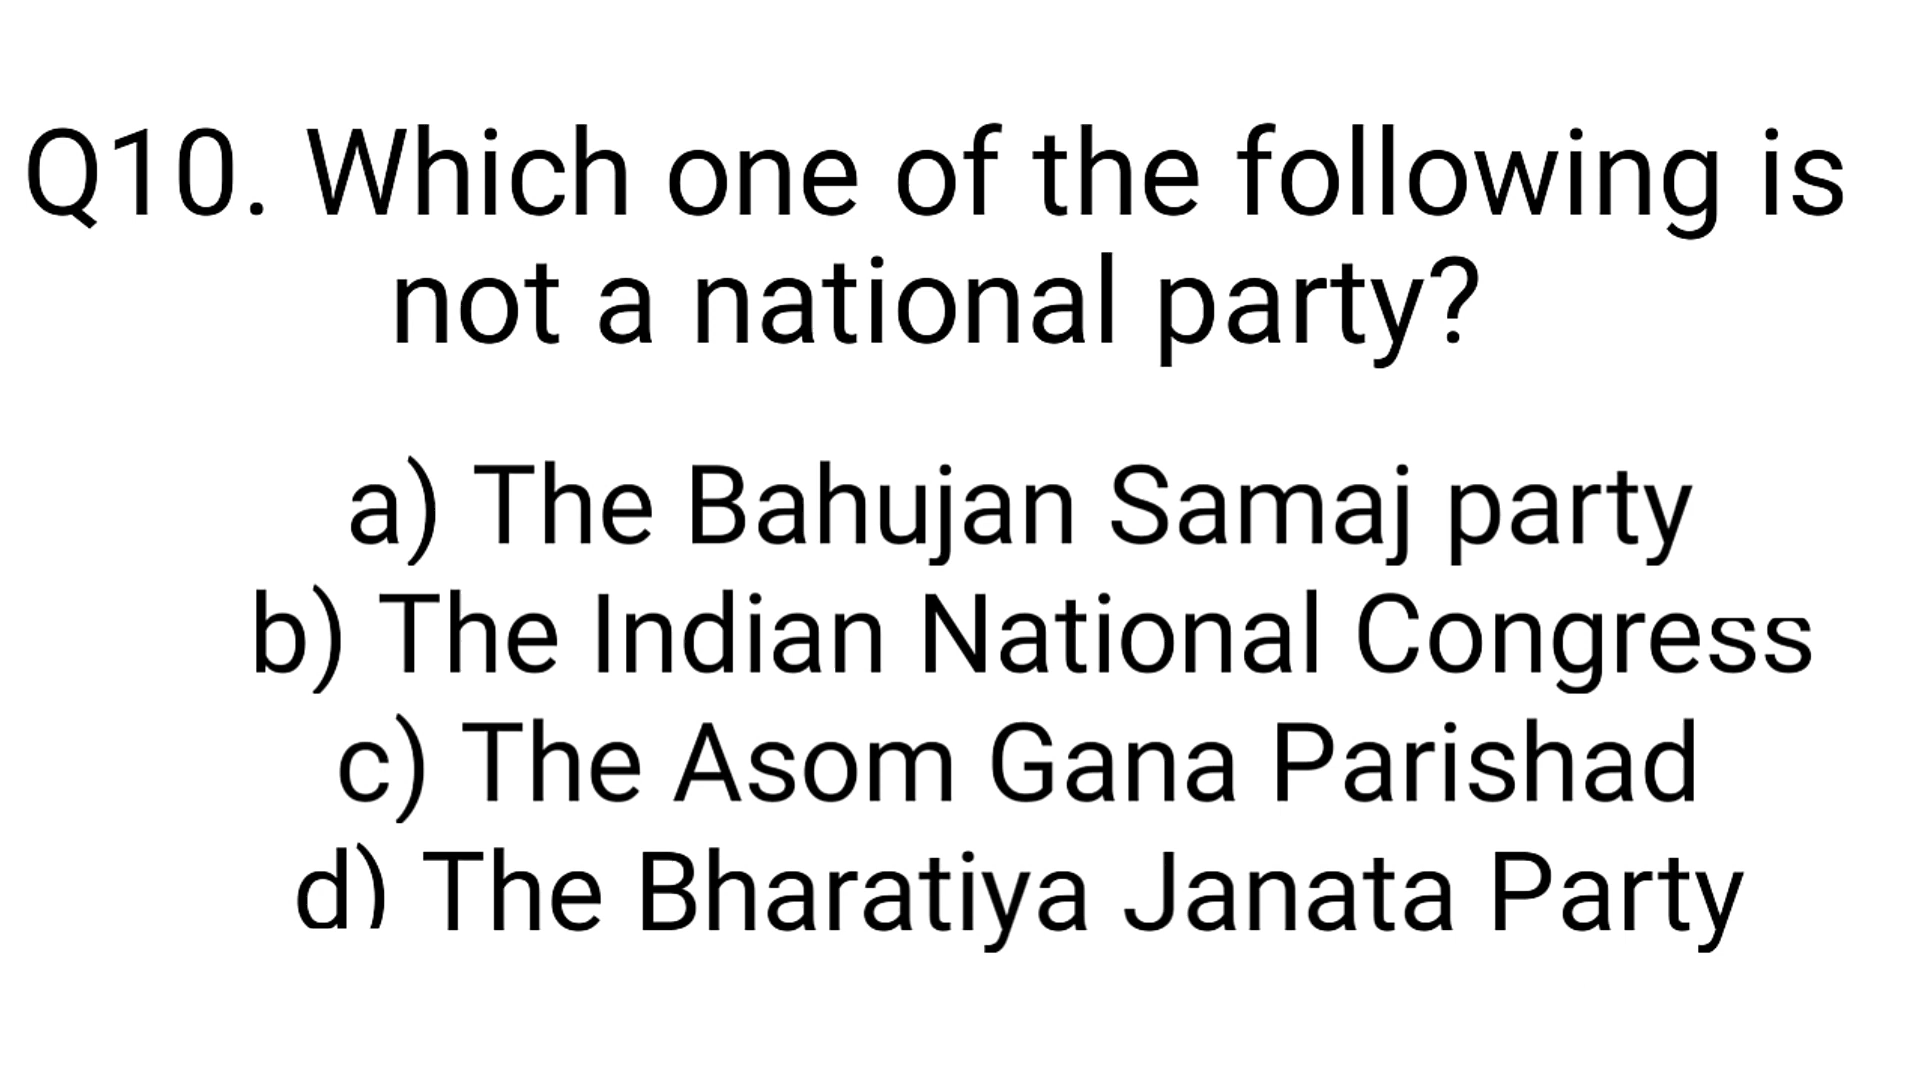 Q10. Which one of the following is
not a national party?
a) The Bahujan Samaj party
b) The Indian National Congress
c) The Asom Gana Parishad
d) The Bharatiya Janata Party